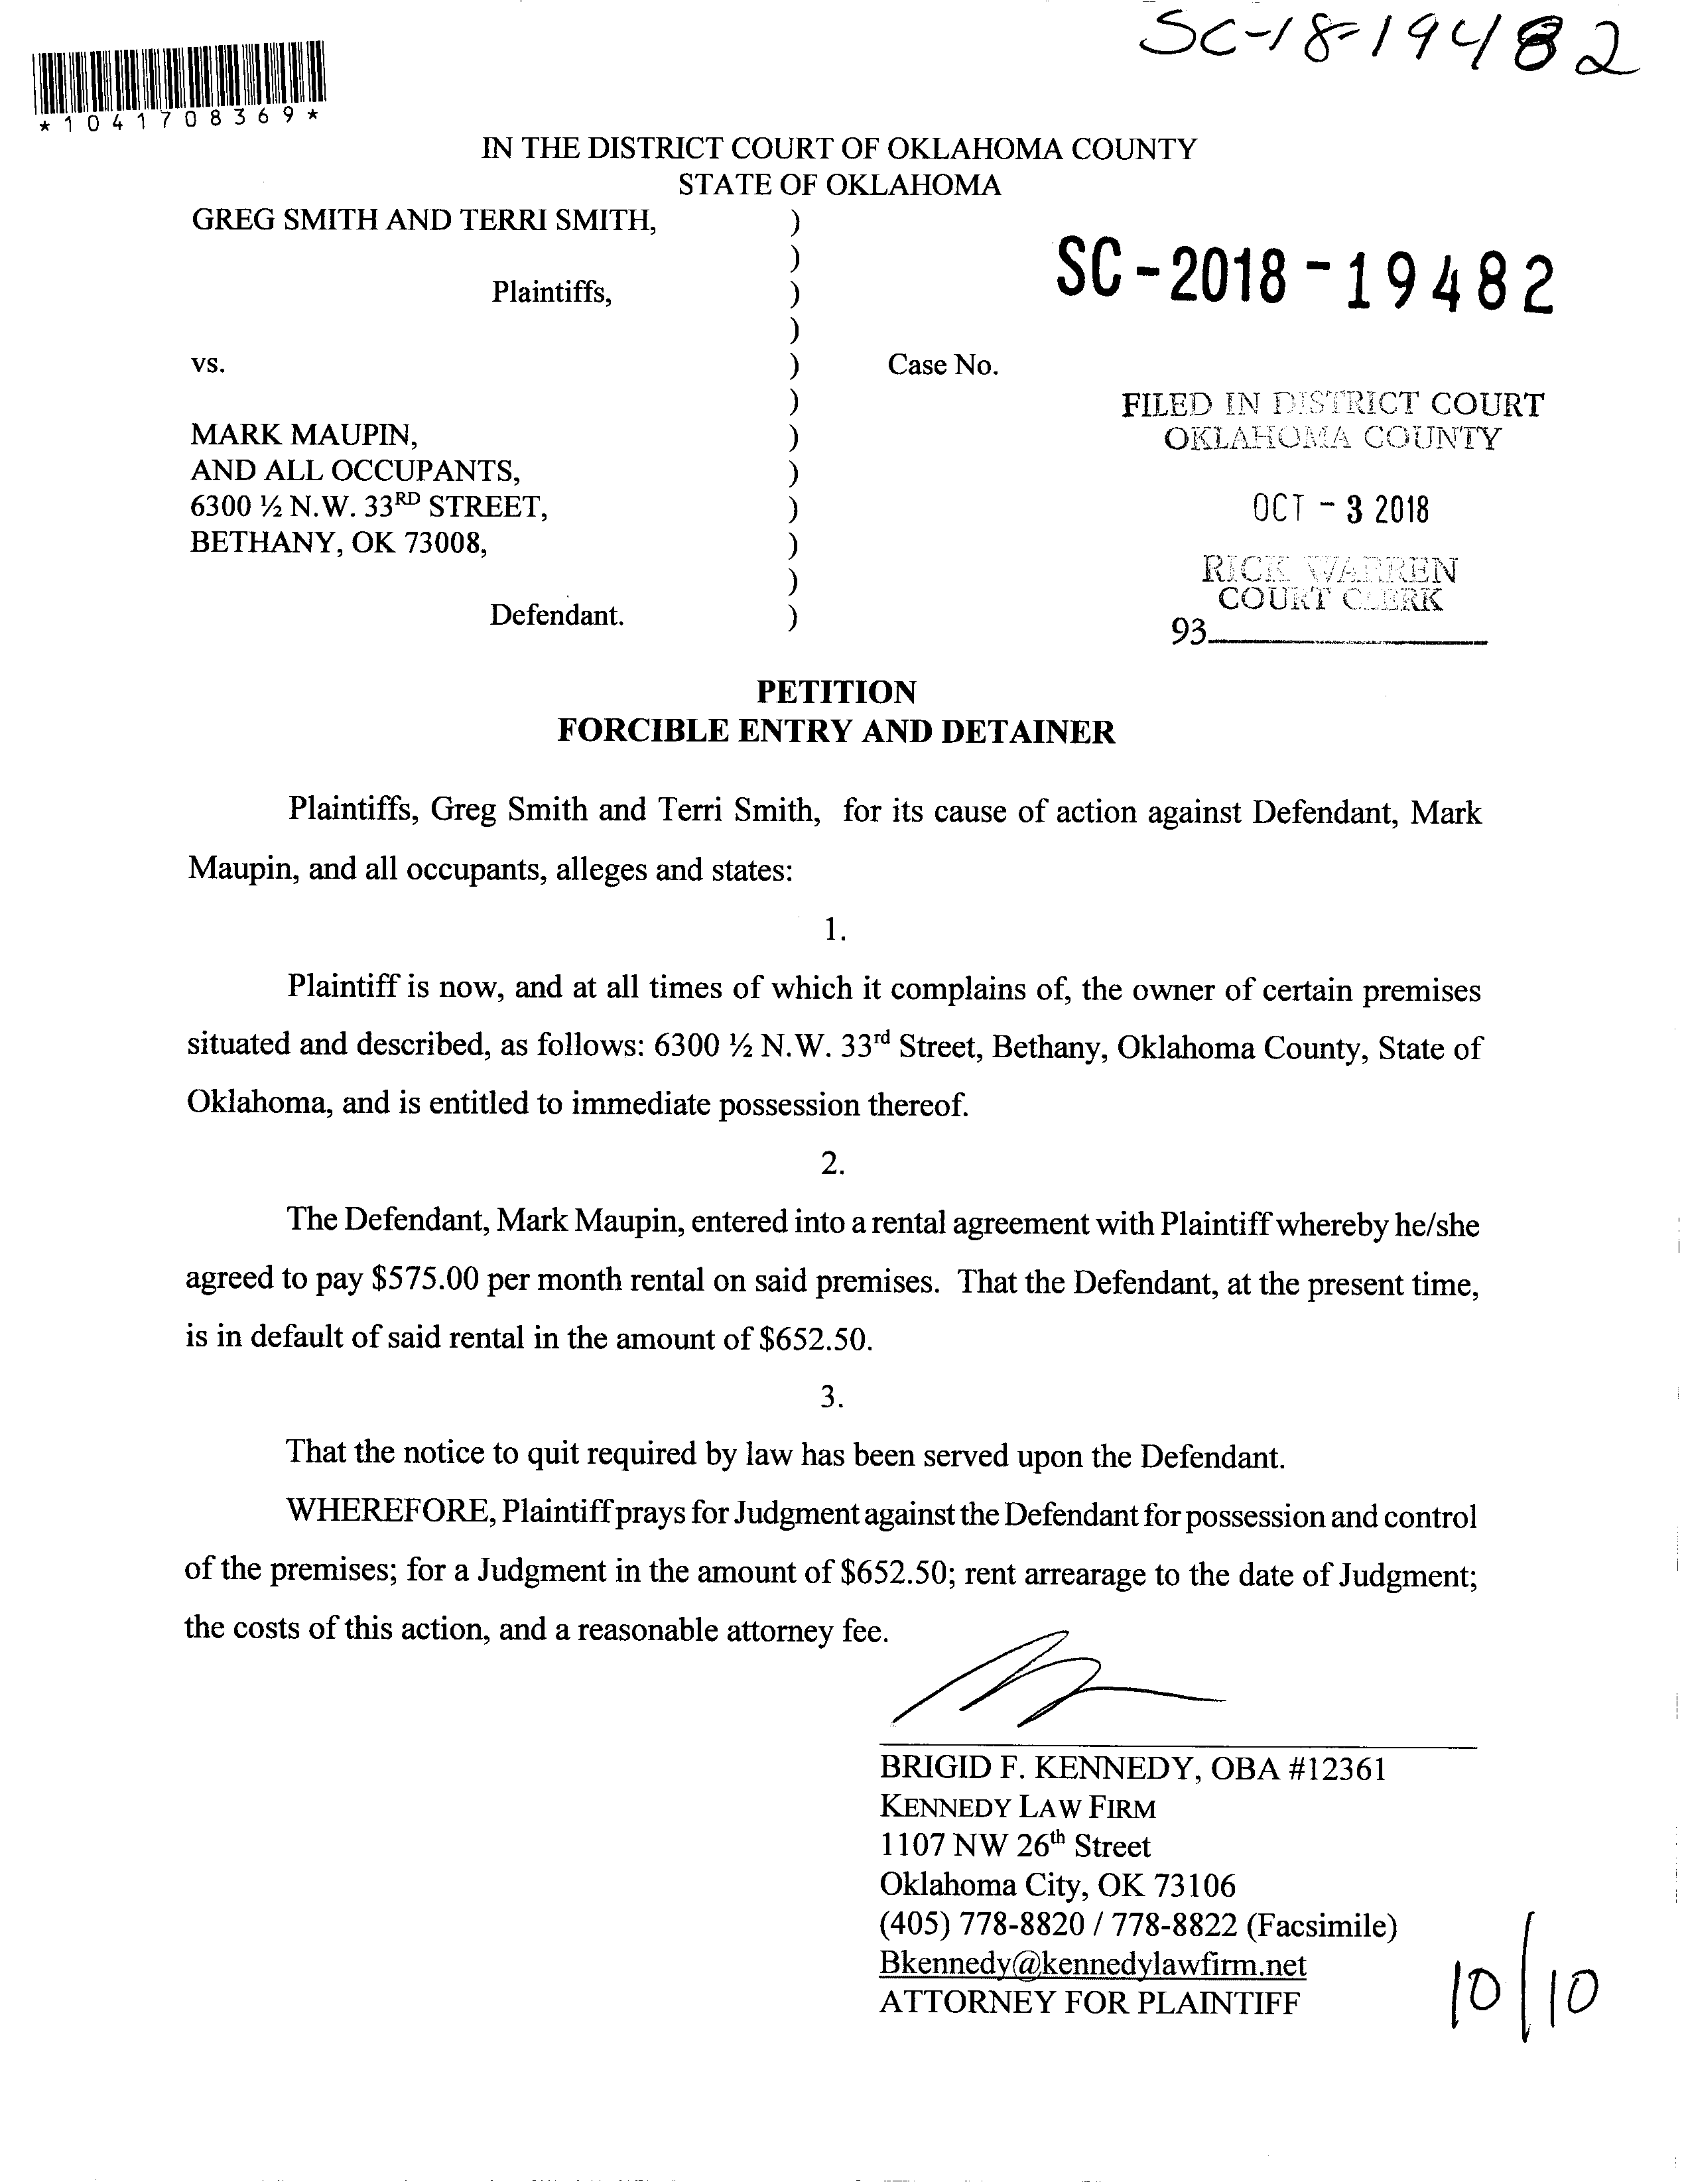 SC-18-19482
*1041708369*
IN THE DISTRICT COURT OF OKLAHOMA COUNTY
STATE OF OKLAHOMA
GREG SMITH AND TERRI SMITH, )
)
SC-2018-19482
Plaintiffs, )
)
vs. ) Case No.
)
FILED IN DISTRICT COURT
OKLAHOMA COUNTY
MARK MAUPIN, )
AND ALL OCCUPANTS, )
6300 ½ N.W. 33RD STREET, )
OCT - 3 2018
BETHANY, OK 73008, )
)
RICK WARREN
COURT CLERK
Defendant. )
93
PETITION
FORCIBLE ENTRY AND DETAINER
Plaintiffs, Greg Smith and Terri Smith, for its cause of action against Defendant, Mark
Maupin, and all occupants, alleges and states:
1.
Plaintiff is now, and at all times of which it complains of, the owner of certain premises
situated and described, as follows: 6300 ½ N.W. 33rd Street, Bethany, Oklahoma County, State of
Oklahoma, and is entitled to immediate possession thereof.
2.
The Defendant, Mark Maupin, entered into a rental agreement with Plaintiff whereby he/she
agreed to pay $575.00 per month rental on said premises. That the Defendant, at the present time,
is in default of said rental in the amount of $652.50.
3.
That the notice to quit required by law has been served upon the Defendant.
WHEREFORE, Plaintiff prays for Judgment against the Defendant for possession and control
of the premises; for a Judgment in the amount of $652.50; rent arrearage to the date of Judgment;
the costs of this action, and a reasonable attorney fee.
BRIGID F. KENNEDY, OBA #12361
KENNEDY LAW FIRM
1107 NW 26th Street
Oklahoma City, OK 73106
(405) 778-8820 / 778-8822 (Facsimile)
Bkennedy@kennedylawfirm.net
ATTORNEY FOR PLAINTIFF
10/10